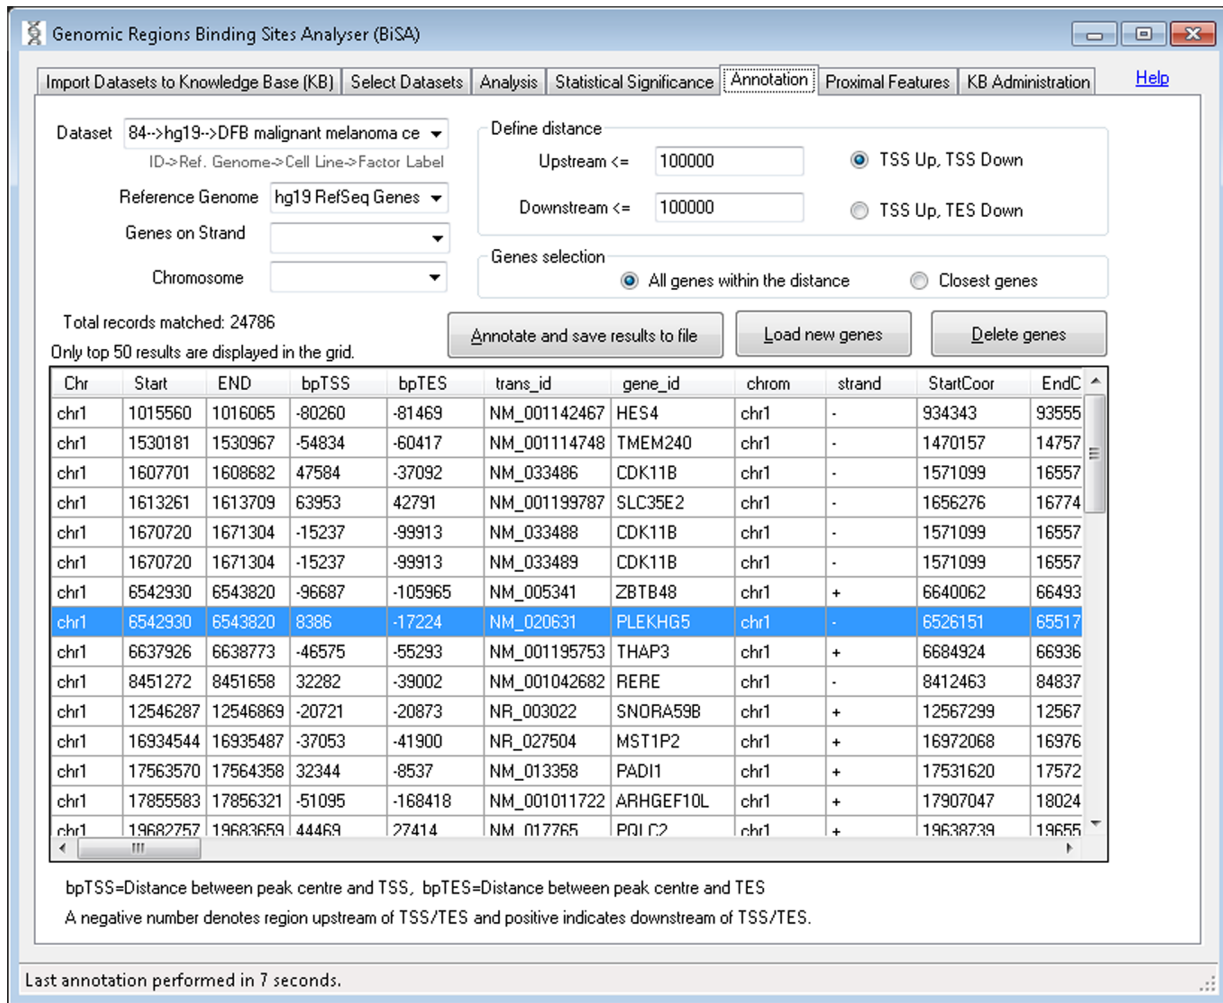 Genomic Regions Binding Sites Analyser (BiSA)
Import Datasets to Knowledge Base (KB) Select Datasets Analysis Statistical Significance Annotation Proximal Features KB Administration Help
Dataset 84-->hg19-->DFB malignant melanoma ce
ID->Ref. Genome->Cell Line->Factor Label
Reference Genome hg19 RefSeq Genes
Genes on Strand
Chromosome
Define distance
Upstream <= 100000 TSS Up, TSS Down
Downstream <= 100000 TSS Up, TES Down
Genes selection
All genes within the distance Closest genes
Total records matched: 24786
Only top 50 results are displayed in the grid.
Annotate and save results to file Load new genes Delete genes
Chr Start END bpTSS bpTES trans_id gene_id chrom strand StartCoor EndC
chr1 1015560 1016065 -80260 -81469 NM_001142467 HES4 chr1 - 934343 93555
chr1 1530181 1530967 -54834 -60417 NM_001114748 TMEM240 chr1 - 1470157 14757
chr1 1607701 1608682 47584 -37092 NM_033486 CDK11B chr1 - 1571099 16557
chr1 1613261 1613709 63953 42791 NM_001199787 SLC35E2 chr1 - 1656276 16774
chr1 1670720 1671304 -15237 -99913 NM_033488 CDK11B chr1 - 1571099 16557
chr1 1670720 1671304 -15237 -99913 NM_033489 CDK11B chr1 - 1571099 16557
chr1 6542930 6543820 -96687 -105965 NM_005341 ZBTB48 chr1 + 6640062 66493
chr1 6542930 6543820 8386 -17224 NM_020631 PLEKHG5 chr1 - 6526151 65517
chr1 6637926 6638773 -46575 -55293 NM_001195753 THAP3 chr1 + 6684924 66936
chr1 8451272 8451658 32282 -39002 NM_001042682 RERE chr1 - 8412463 84837
chr1 12546287 12546869 -20721 -20873 NR_003022 SNORA59B chr1 + 12567299 12567
chr1 16934544 16935487 -37053 -41900 NR_027504 MST1P2 chr1 + 16972068 16976
chr1 17563570 17564358 32344 -8537 NM_013358 PADI1 chr1 + 17531620 17572
chr1 17855583 17856321 -51095 -168418 NM_001011722 ARHGEF10L chr1 + 17907047 18024
chr1 19682757 19683659 44469 27414 NM_017765 PQLC2 chr1 + 19638739 19655
bpTSS=Distance between peak centre and TSS, bpTES=Distance between peak centre and TES
A negative number denotes region upstream of TSS/TES and positive indicates downstream of TSS/TES.
Last annotation performed in 7 seconds.